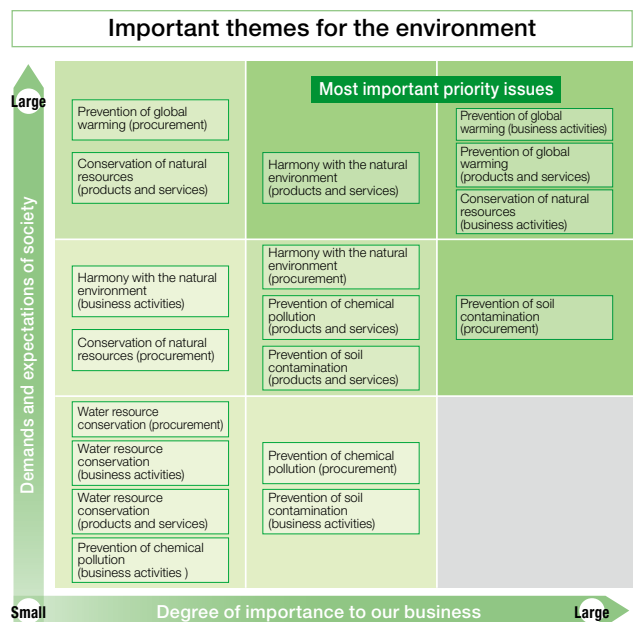 Important themes for the environment
Large
Most important priority issues
Prevention of global
warming (procurement)
Conservation of natural
resources
(products and services)
Harmony with the natural
environment
(products and services)
Prevention of global
warming (business activities)
Prevention of global
warming
(products and services)
Conservation of natural
resources
(business activities)
Demands and expectations of society
Harmony with the natural
environment
(business activities)
Conservation of natural
resources (procurement)
Harmony with the natural
environment
(procurement)
Prevention of chemical
pollution
(products and services)
Prevention of soil
contamination
(products and services)
Prevention of soil
contamination
(procurement)
Water resource
conservation (procurement)
Water resource
conservation
(business activities)
Water resource
conservation
(products and services)
Prevention of chemical
pollution
(business activities )
Prevention of chemical
pollution (procurement)
Prevention of soil
contamination
(business activities)
Small
Degree of importance to our business
Large